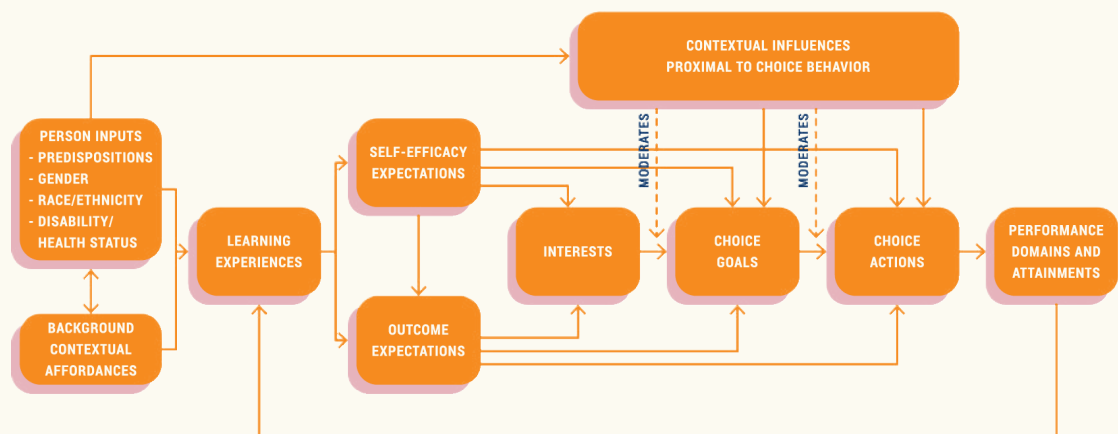 CONTEXTUAL INFLUENCES
PROXIMAL TO CHOICE BEHAVIOR
PERSON INPUTS
- PREDISPOSITIONS
- GENDER
- RACE/ETHNICITY
- DISABILITY/
HEALTH STATUS
SELF-EFFICACY
EXPECTATIONS
MODERATES
MODERATES
LEARNING
EXPERIENCES
INTERESTS
CHOICE
GOALS
CHOICE
ACTIONS
PERFORMANCE
DOMAINS AND
ATTAINMENTS
BACKGROUND
CONTEXTUAL
AFFORDANCES
OUTCOME
EXPECTATIONS